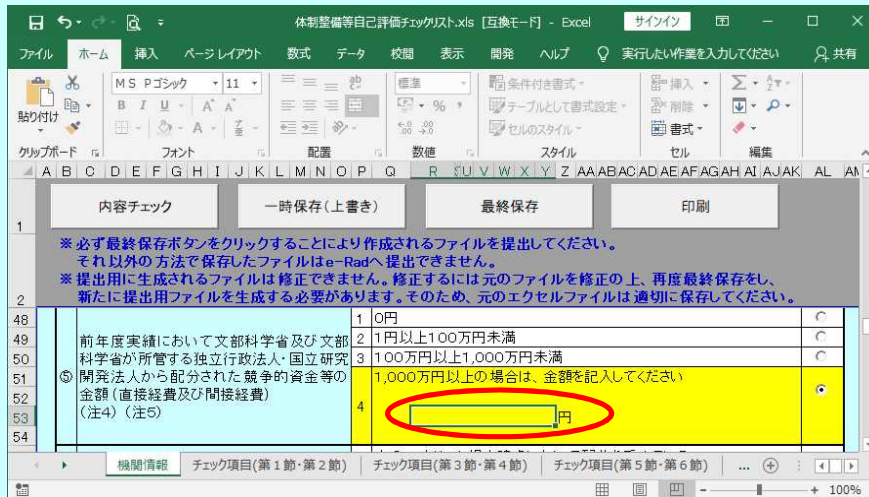 体制整備等自己評価チェックリスト.xls [互換モード] - Excel
サインイン
ファイル ホーム 挿入 ページ レイアウト 数式 データ 校閲 表示 開発 ヘルプ 実行したい作業を入力してください 共有
貼り付け
MS Pゴシック 11
B I U A A
標準
% ,
条件付き書式
テーブルとして書式設定
セルのスタイル
挿入
削除
書式
クリップボード フォント 配置 数値 スタイル セル 編集
A B C D E F G H I J K L M N O P Q R S U V W X Y Z AA AB AC AD AE AF AG AH AI AJ AK AL AM
内容チェック 一時保存(上書き) 最終保存 印刷
1
※必ず最終保存ボタンをクリックすることにより作成されるファイルを提出してください。
それ以外の方法で保存したファイルはe-Radへ提出できません。
※提出用に生成されるファイルは修正できません。修正するには元のファイルを修正の上、再度最終保存をし、
2 新たに提出用ファイルを生成する必要があります。そのため、元のエクセルファイルは適切に保存してください。
48 1 0円
49 前年度実績において文部科学省及び文部 2 1円以上100万円未満
50 科学省が所管する独立行政法人・国立研究 3 100万円以上1,000万円未満
51 ⑤ 開発法人から配分された競争的資金等の 1,000万円以上の場合は、金額を記入してください
52 金額(直接経費及び間接経費) 4
53 (注4)(注5) 円
54
機関情報 チェック項目(第1節・第2節) チェック項目(第3節・第4節) チェック項目(第5節・第6節) ...
100%